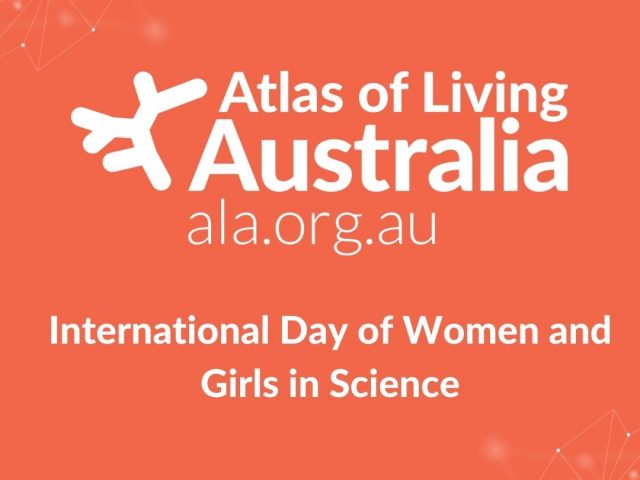 Atlas of Living
Australia
ala.org.au
International Day of Women and
Girls in Science